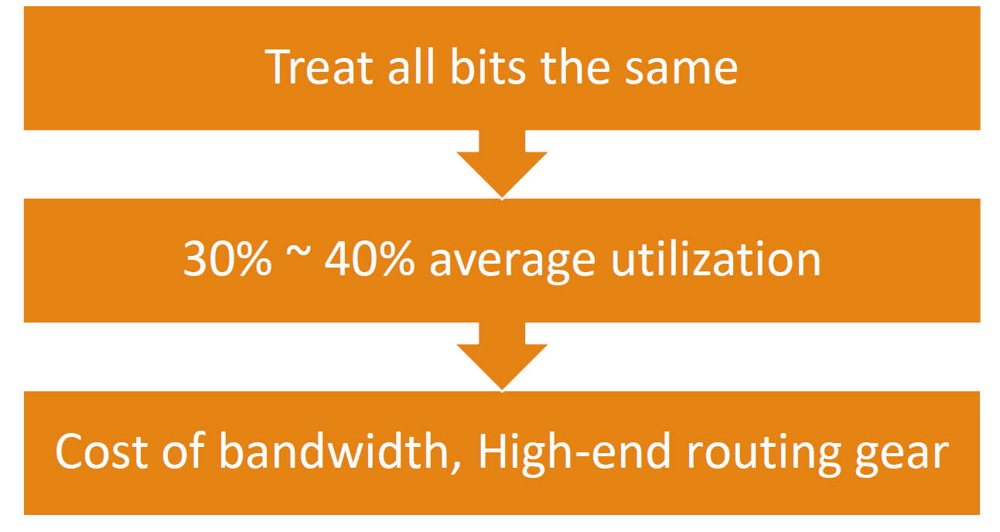 Treat all bits the same
30% ~ 40% average utilization
Cost of bandwidth, High-end routing gear